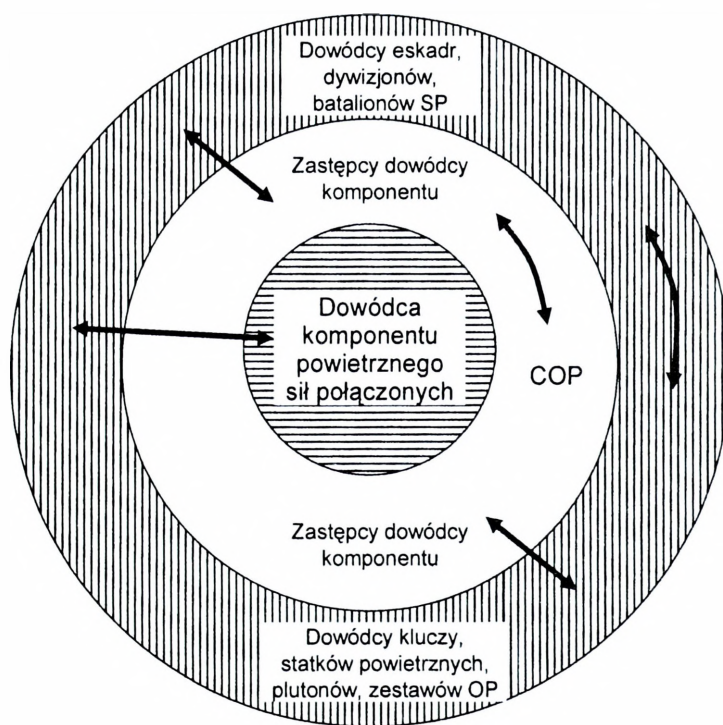 Dowódcy eskadr,
dywizjonów,
batalionów SP
Zastępcy dowódcy
komponentu
Dowódca
komponentu
powietrznego
sił połączonych
COP
Zastępcy dowódcy
komponentu
Dowódcy kluczy,
statków powietrznych,
plutonów, zestawów OP